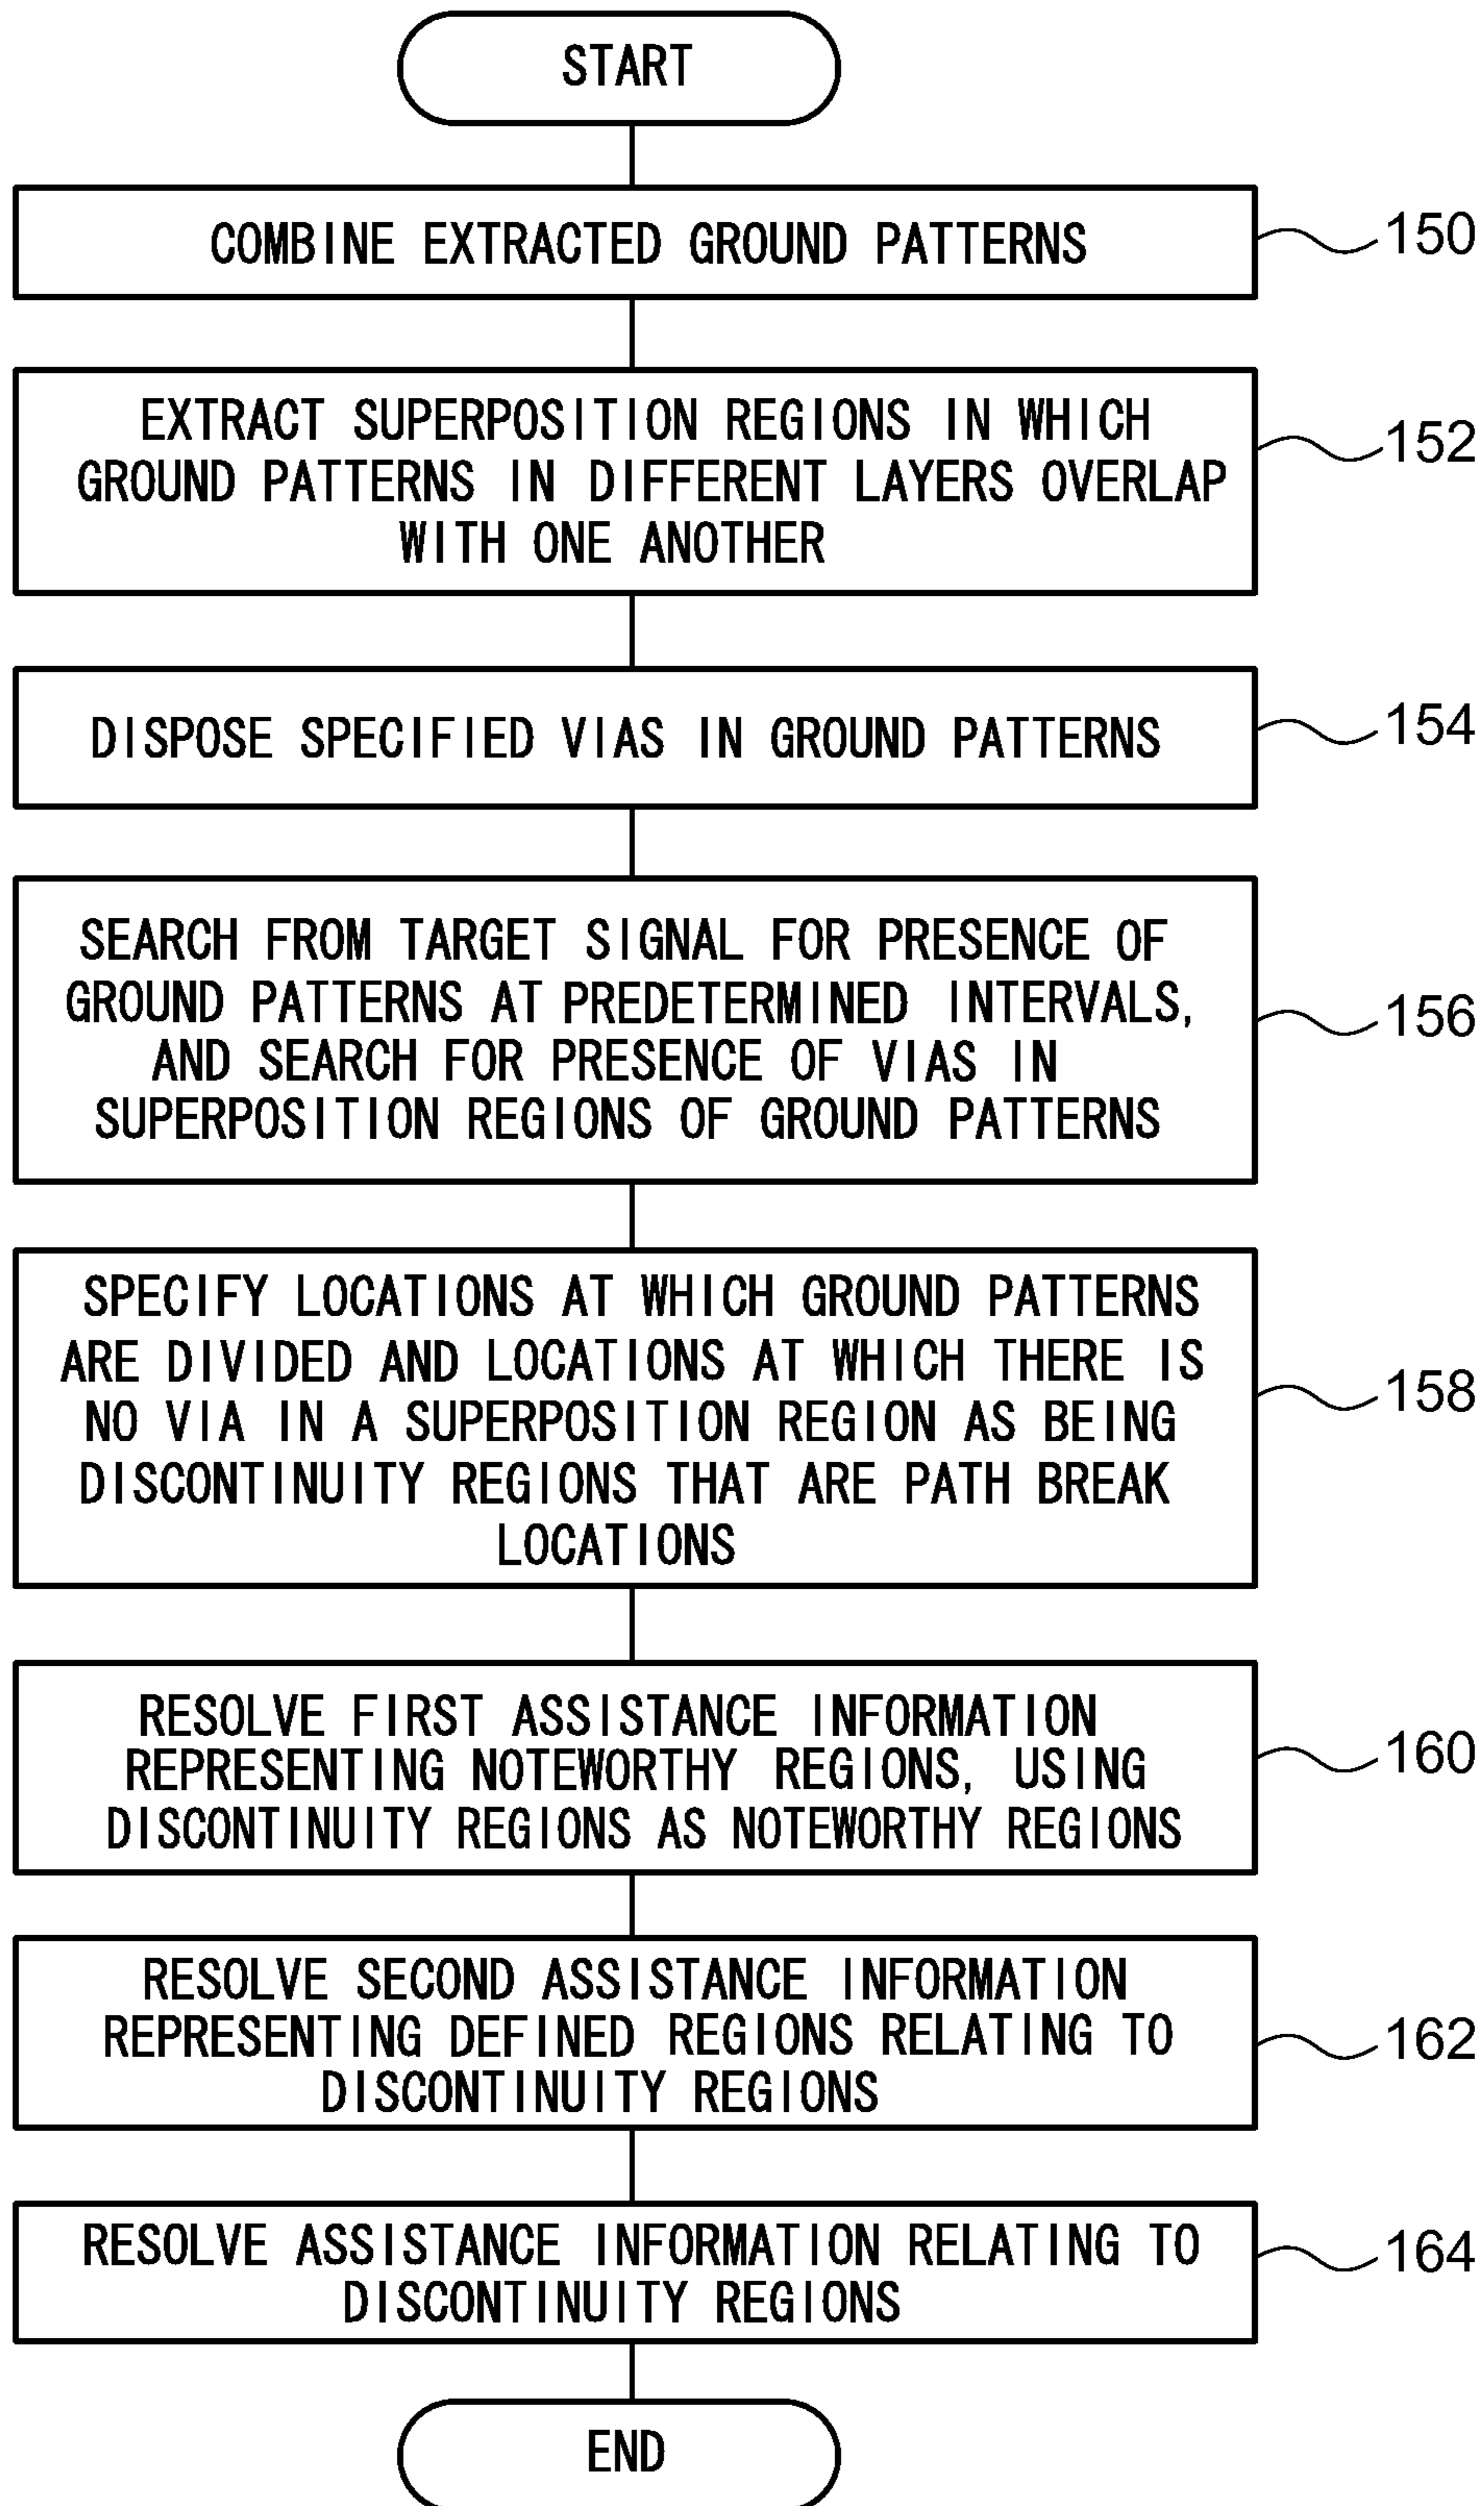 START
COMBINE EXTRACTED GROUND PATTERNS
150
EXTRACT SUPERPOSITION REGIONS IN WHICH
GROUND PATTERNS IN DIFFERENT LAYERS OVERLAP
WITH ONE ANOTHER
152
DISPOSE SPECIFIED VIAS IN GROUND PATTERNS
154
SEARCH FROM TARGET SIGNAL FOR PRESENCE OF
GROUND PATTERNS AT PREDETERMINED INTERVALS,
AND SEARCH FOR PRESENCE OF VIAS IN
SUPERPOSITION REGIONS OF GROUND PATTERNS
156
SPECIFY LOCATIONS AT WHICH GROUND PATTERNS
ARE DIVIDED AND LOCATIONS AT WHICH THERE IS
NO VIA IN A SUPERPOSITION REGION AS BEING
DISCONTINUITY REGIONS THAT ARE PATH BREAK
LOCATIONS
158
RESOLVE FIRST ASSISTANCE INFORMATION
REPRESENTING NOTEWORTHY REGIONS, USING
DISCONTINUITY REGIONS AS NOTEWORTHY REGIONS
160
RESOLVE SECOND ASSISTANCE INFORMATION
REPRESENTING DEFINED REGIONS RELATING TO
DISCONTINUITY REGIONS
162
RESOLVE ASSISTANCE INFORMATION RELATING TO
DISCONTINUITY REGIONS
164
END